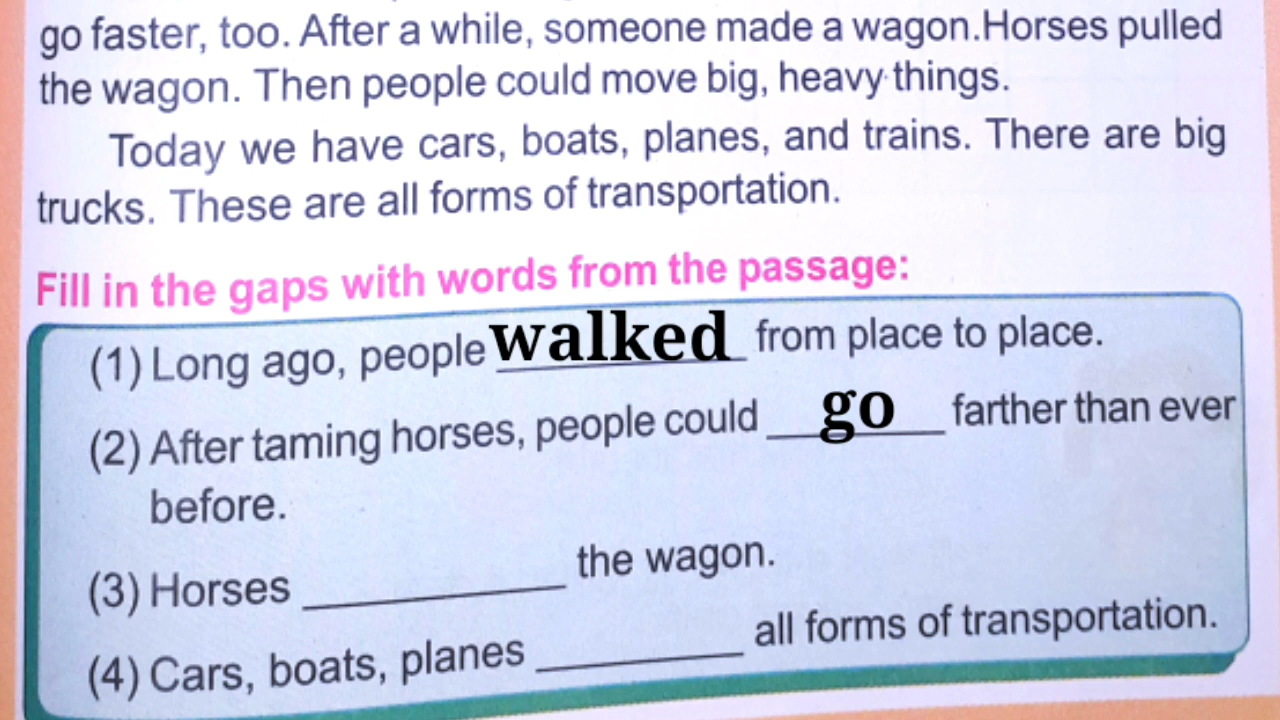 go faster, too. After a while, someone made a wagon.Horses pulled
the wagon. Then people could move big, heavy things.
Today we have cars, boats, planes, and trains. There are big
trucks. These are all forms of transportation.
Fill in the gaps with words from the passage:
(1) Long ago, people walked from place to place.
(2) After taming horses, people could go farther than ever
before.
(3) Horses ____________ the wagon.
(4) Cars, boats, planes __________ all forms of transportation.